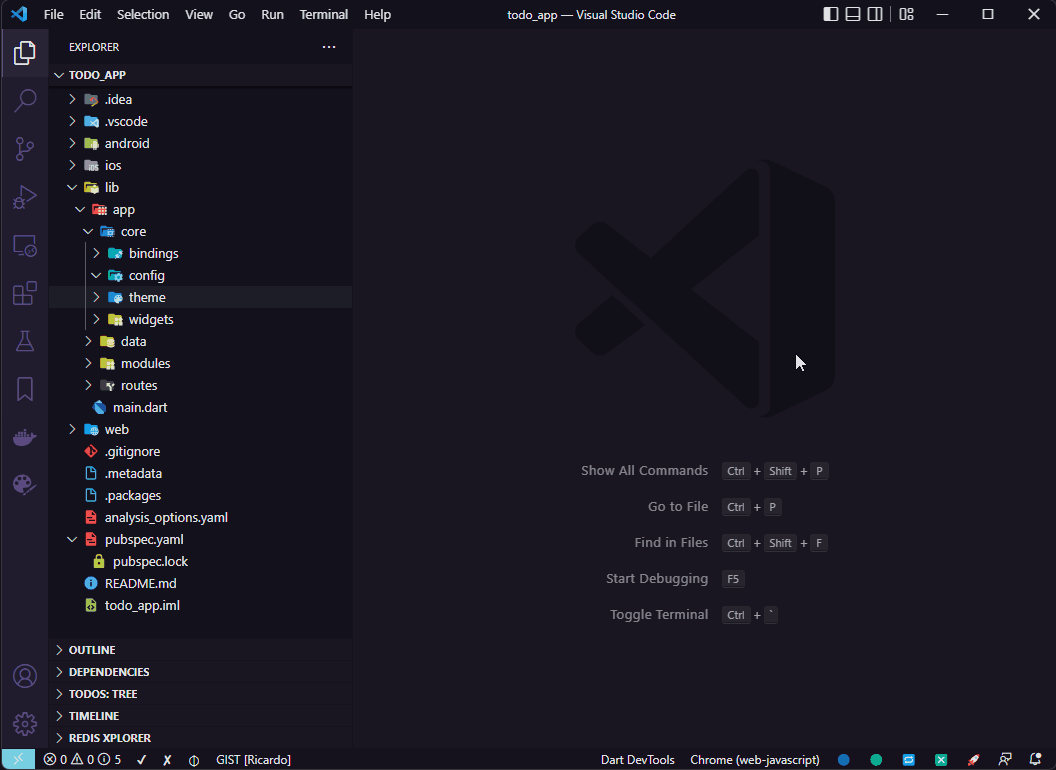 File Edit Selection View Go Run Terminal Help todo_app — Visual Studio Code
EXPLORER
TODO_APP
.idea
.vscode
android
ios
lib
app
core
bindings
config
theme
widgets
data
modules
routes
main.dart
web
.gitignore
.metadata
.packages
analysis_options.yaml
pubspec.yaml
pubspec.lock
README.md
todo_app.iml
OUTLINE
DEPENDENCIES
TODOS: TREE
TIMELINE
REDIS XPLORER
Show All Commands Ctrl + Shift + P
Go to File Ctrl + P
Find in Files Ctrl + Shift + F
Start Debugging F5
Toggle Terminal Ctrl + `
0 0 5 GIST [Ricardo] Dart DevTools Chrome (web-javascript)